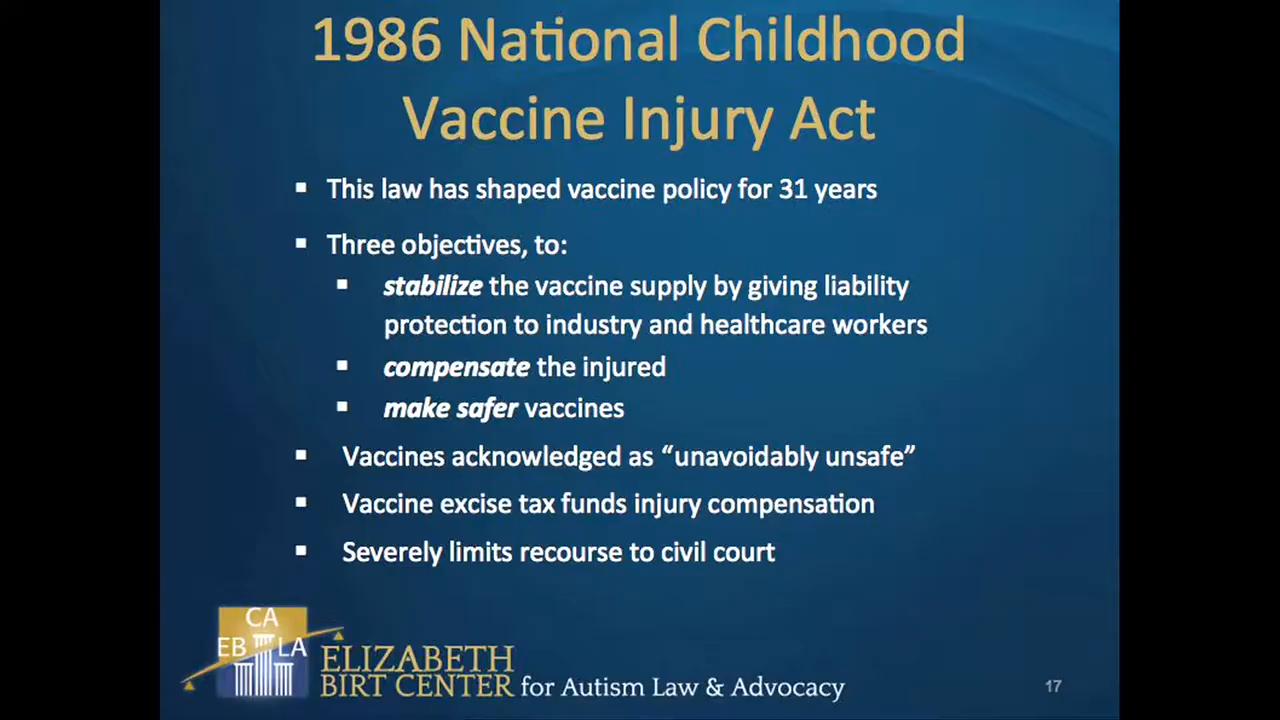 1986 National Childhood
Vaccine Injury Act
▪ This law has shaped vaccine policy for 31 years
▪ Three objectives, to:
▪ stabilize the vaccine supply by giving liability
protection to industry and healthcare workers
▪ compensate the injured
▪ make safer vaccines
▪ Vaccines acknowledged as “unavoidably unsafe”
▪ Vaccine excise tax funds injury compensation
▪ Severely limits recourse to civil court
CA
EB LA
ELIZABETH
BIRT CENTER for Autism Law & Advocacy
17